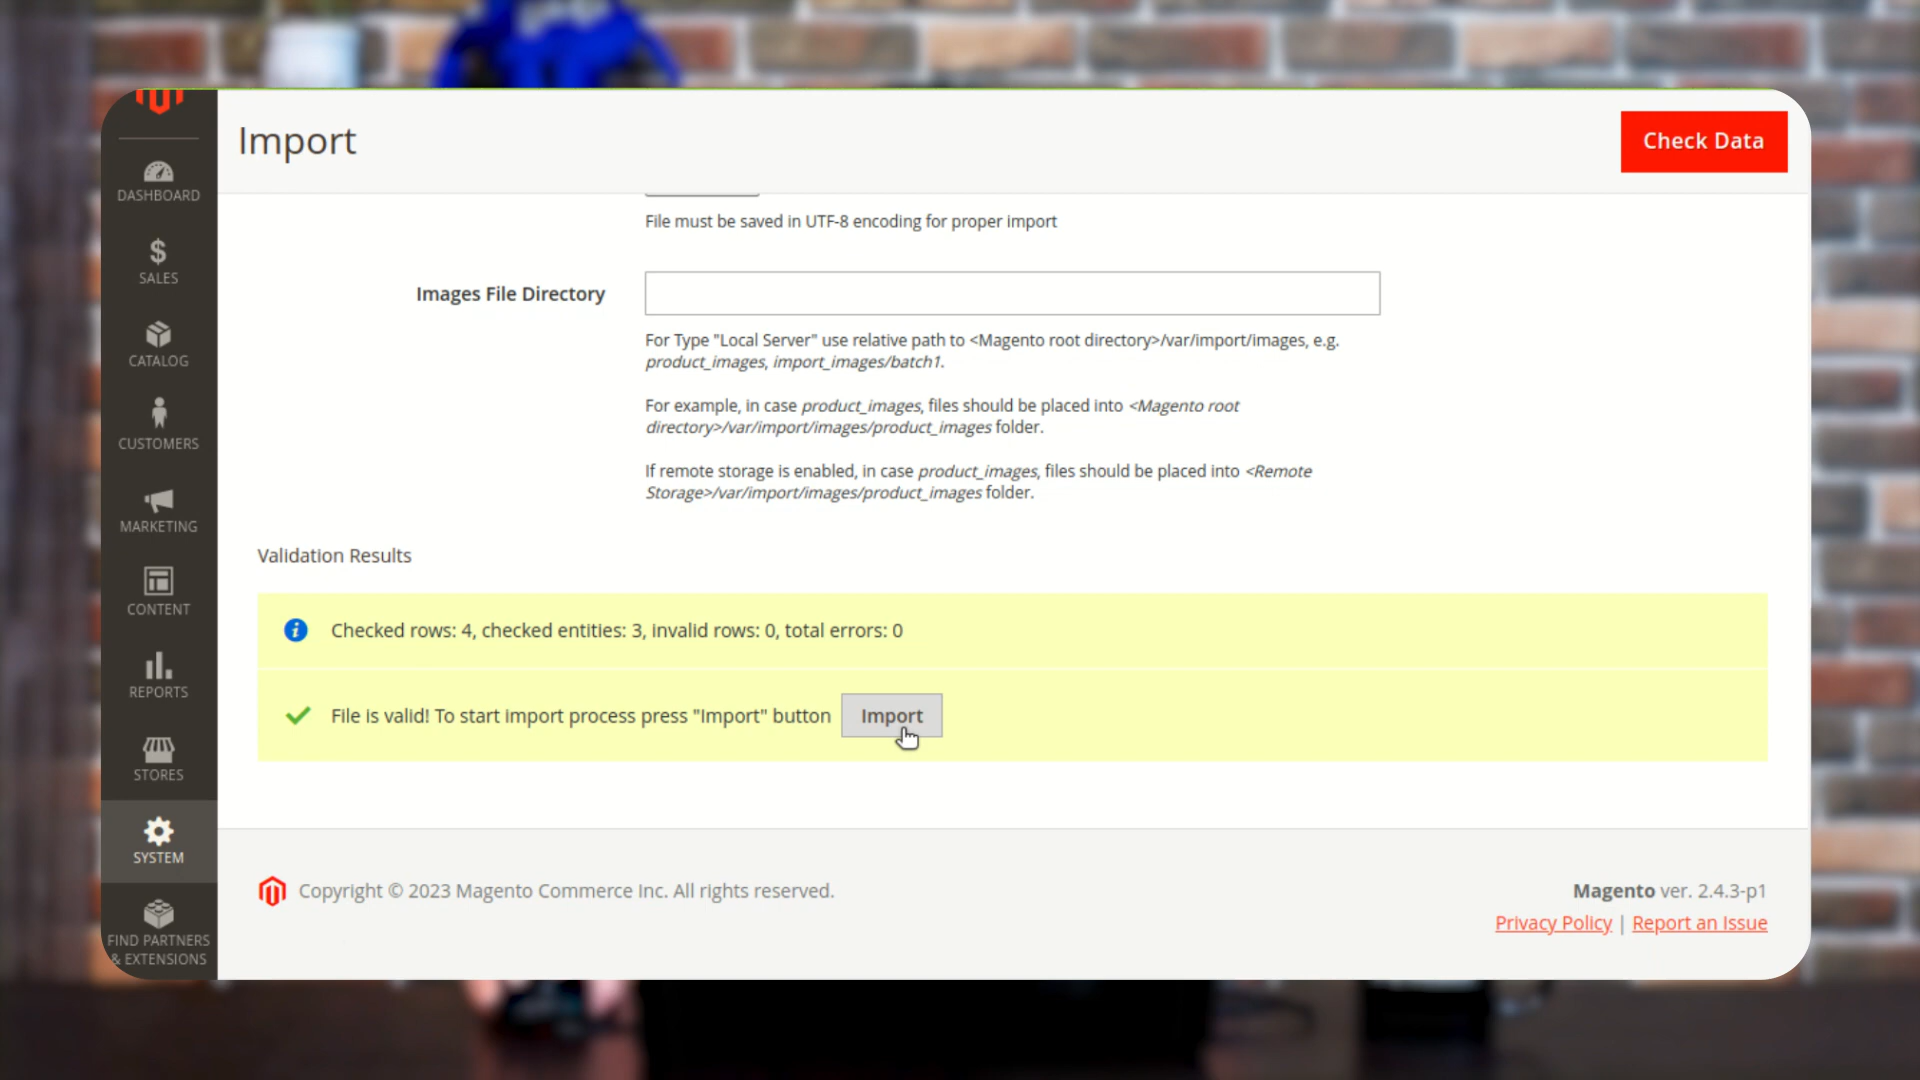 Import
Check Data
DASHBOARD
SALES
CATALOG
CUSTOMERS
MARKETING
CONTENT
REPORTS
STORES
SYSTEM
FIND PARTNERS
& EXTENSIONS
File must be saved in UTF-8 encoding for proper import
Images File Directory
For Type "Local Server" use relative path to <Magento root directory>/var/import/images, e.g.
product_images, import_images/batch1.
For example, in case product_images, files should be placed into <Magento root
directory>/var/import/images/product_images folder.
If remote storage is enabled, in case product_images, files should be placed into <Remote
Storage>/var/import/images/product_images folder.
Validation Results
Checked rows: 4, checked entities: 3, invalid rows: 0, total errors: 0
File is valid! To start import process press "Import" button Import
Copyright © 2023 Magento Commerce Inc. All rights reserved.
Magento ver. 2.4.3-p1
Privacy Policy | Report an Issue